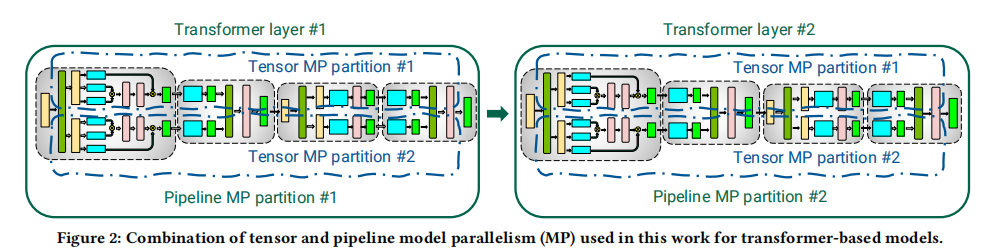 Transformer layer #1
Transformer layer #2
Tensor MP partition #1
Tensor MP partition #1
Tensor MP partition #2
Tensor MP partition #2
Pipeline MP partition #1
Pipeline MP partition #2
Figure 2: Combination of tensor and pipeline model parallelism (MP) used in this work for transformer-based models.